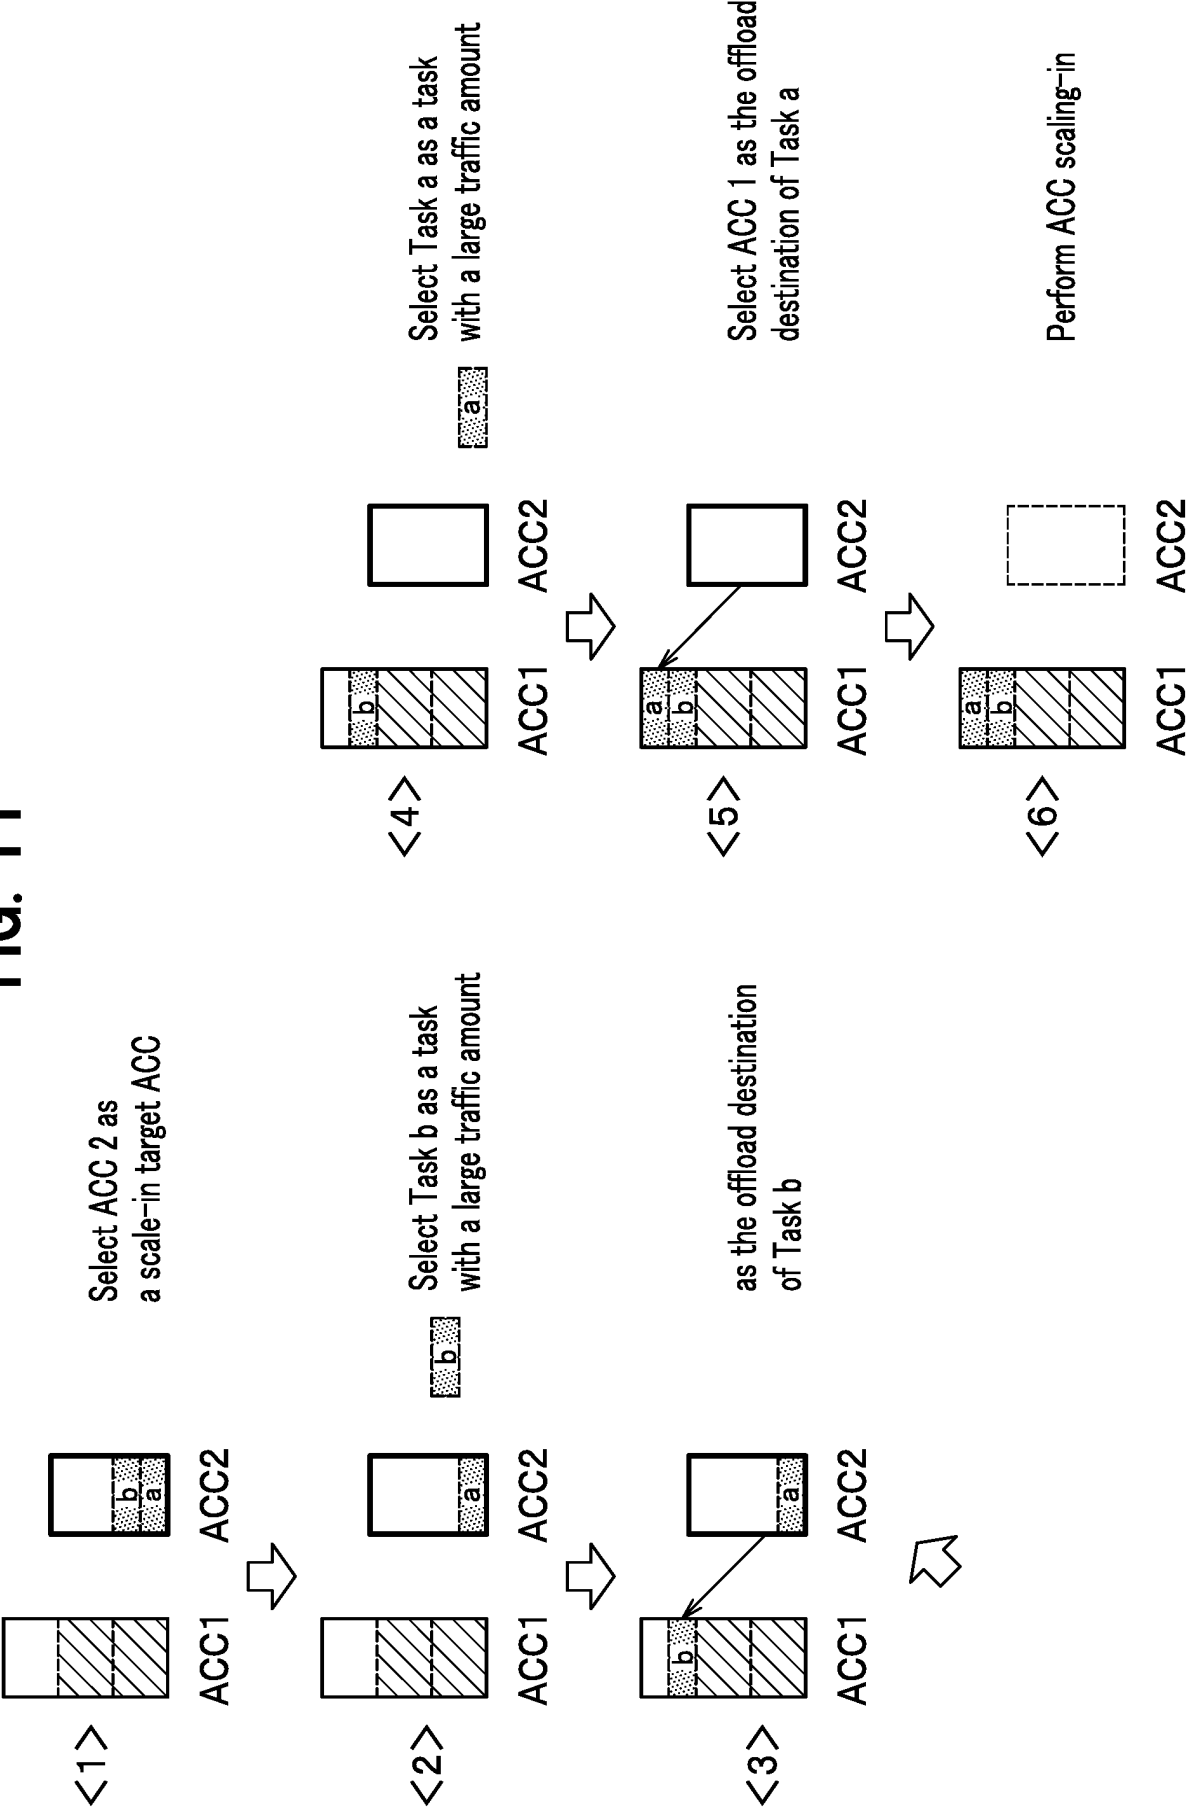 FIG. 11
<1>
Select ACC 2 as
a scale-in target ACC
b
a
ACC1 ACC2
<2>
Select Task b as a task
with a large traffic amount
b
a
ACC1 ACC2
<3>
as the offload destination
of Task b
b
a
ACC1 ACC2
<4>
Select Task a as a task
with a large traffic amount
b
a
ACC1 ACC2
<5>
Select ACC 1 as the offload
destination of Task a
a
b
ACC1 ACC2
<6>
Perform ACC scaling-in
a
b
ACC1 ACC2